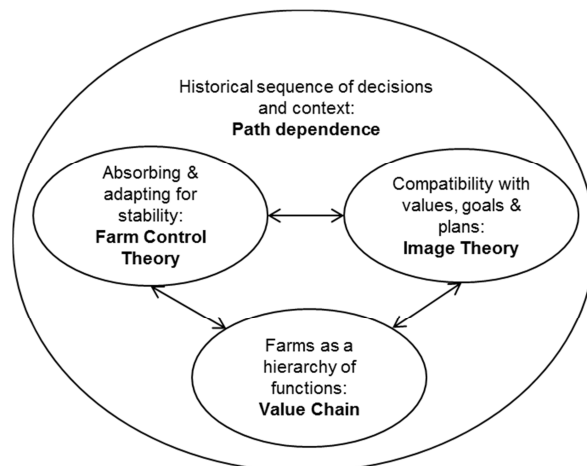 Historical sequence of decisions
and context:
Path dependence
Absorbing &
adapting for
stability:
Farm Control
Theory
Compatibility with
values, goals &
plans:
Image Theory
Farms as a
hierarchy of
functions:
Value Chain